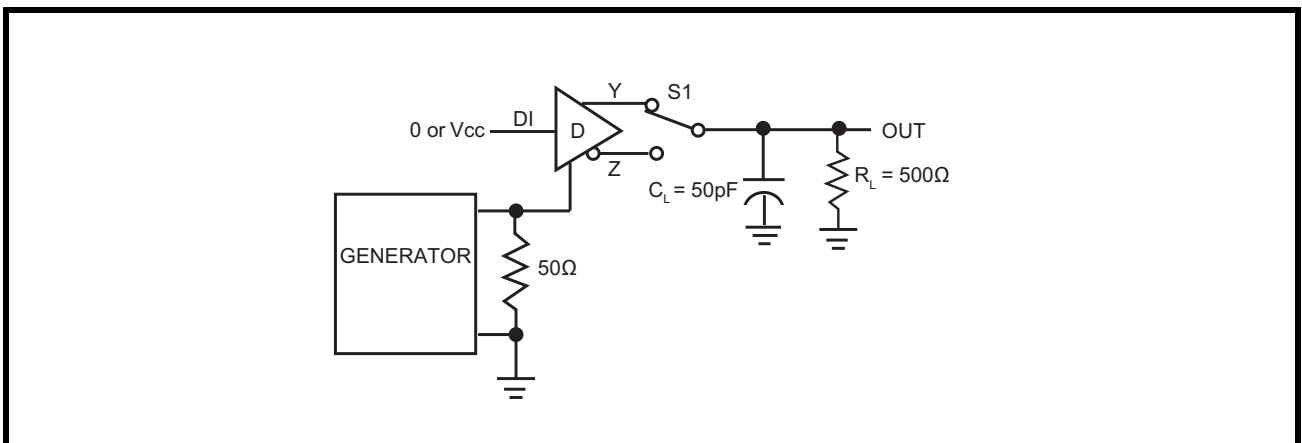 Y
S1
DI
0 or Vcc
D
OUT
Z
C_L = 50pF
R_L = 500Ω
GENERATOR
50Ω